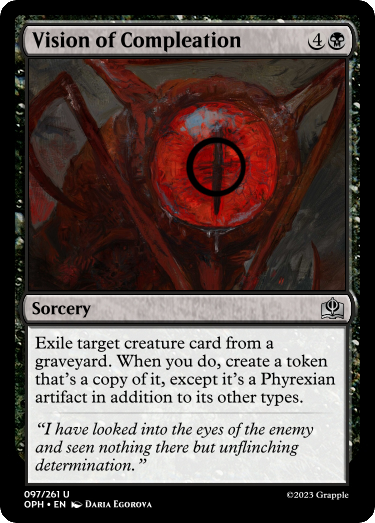 Vision of Compleation 4
Sorcery
Exile target creature card from a
graveyard. When you do, create a token
that's a copy of it, except it's a Phyrexian
artifact in addition to its other types.
"I have looked into the eyes of the enemy
and seen nothing there but unflinching
determination."
097/261 U
OPH • EN Daria Egorova
©2023 Grapple